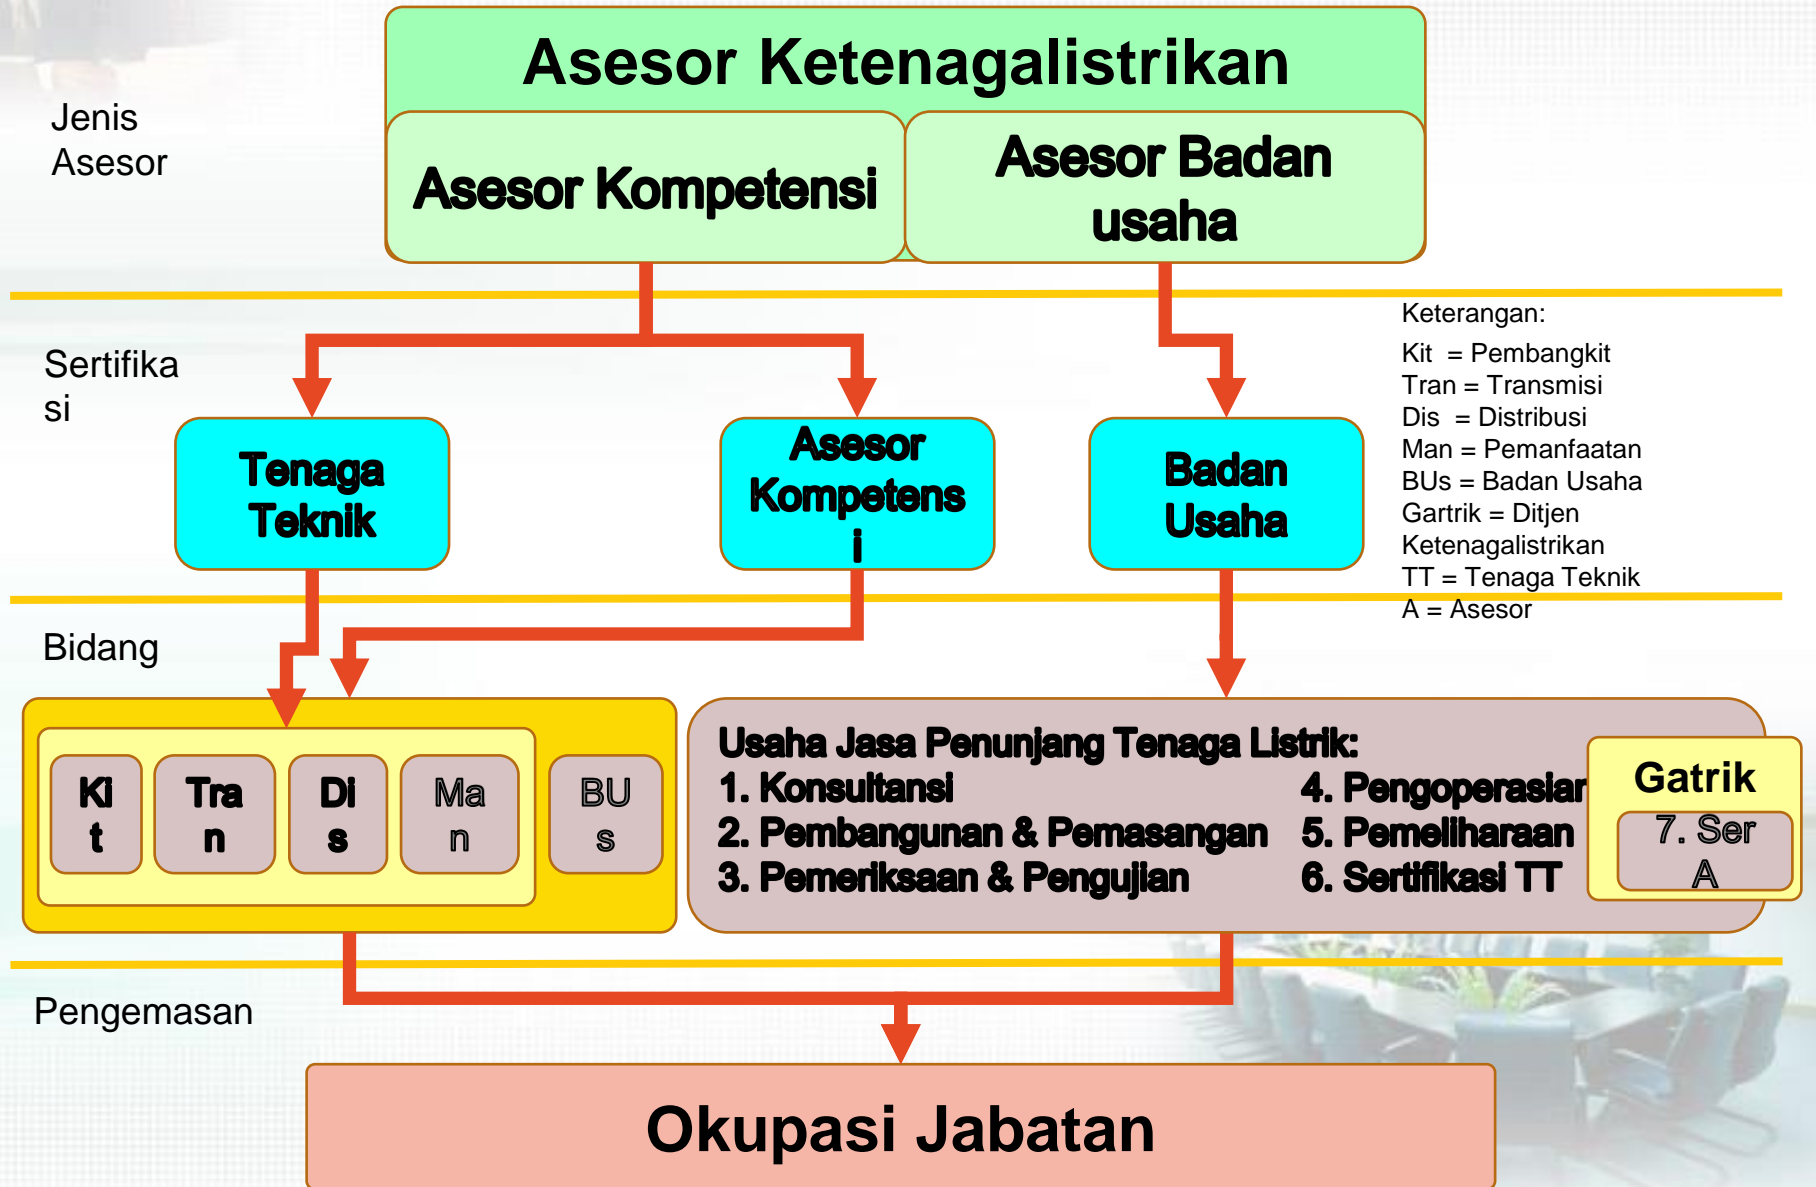 Asesor Ketenagalistrikan
Jenis
Asesor
Asesor Kompetensi
Asesor Badan
usaha
Sertifika
si
Tenaga
Teknik
Asesor
Kompetens
i
Badan
Usaha
Keterangan:
Kit = Pembangkit
Tran = Transmisi
Dis = Distribusi
Man = Pemanfaatan
BUs = Badan Usaha
Gartrik = Ditjen
Ketenagalistrikan
TT = Tenaga Teknik
A = Asesor
Bidang
Ki
t
Tra
n
Di
s
Ma
n
BU
s
Usaha Jasa Penunjang Tenaga Listrik:
1. Konsultansi
2. Pembangunan & Pemasangan
3. Pemeriksaan & Pengujian
4. Pengoperasian
5. Pemeliharaan
6. Sertifikasi TT
Gatrik
7. Ser
A
Pengemasan
Okupasi Jabatan